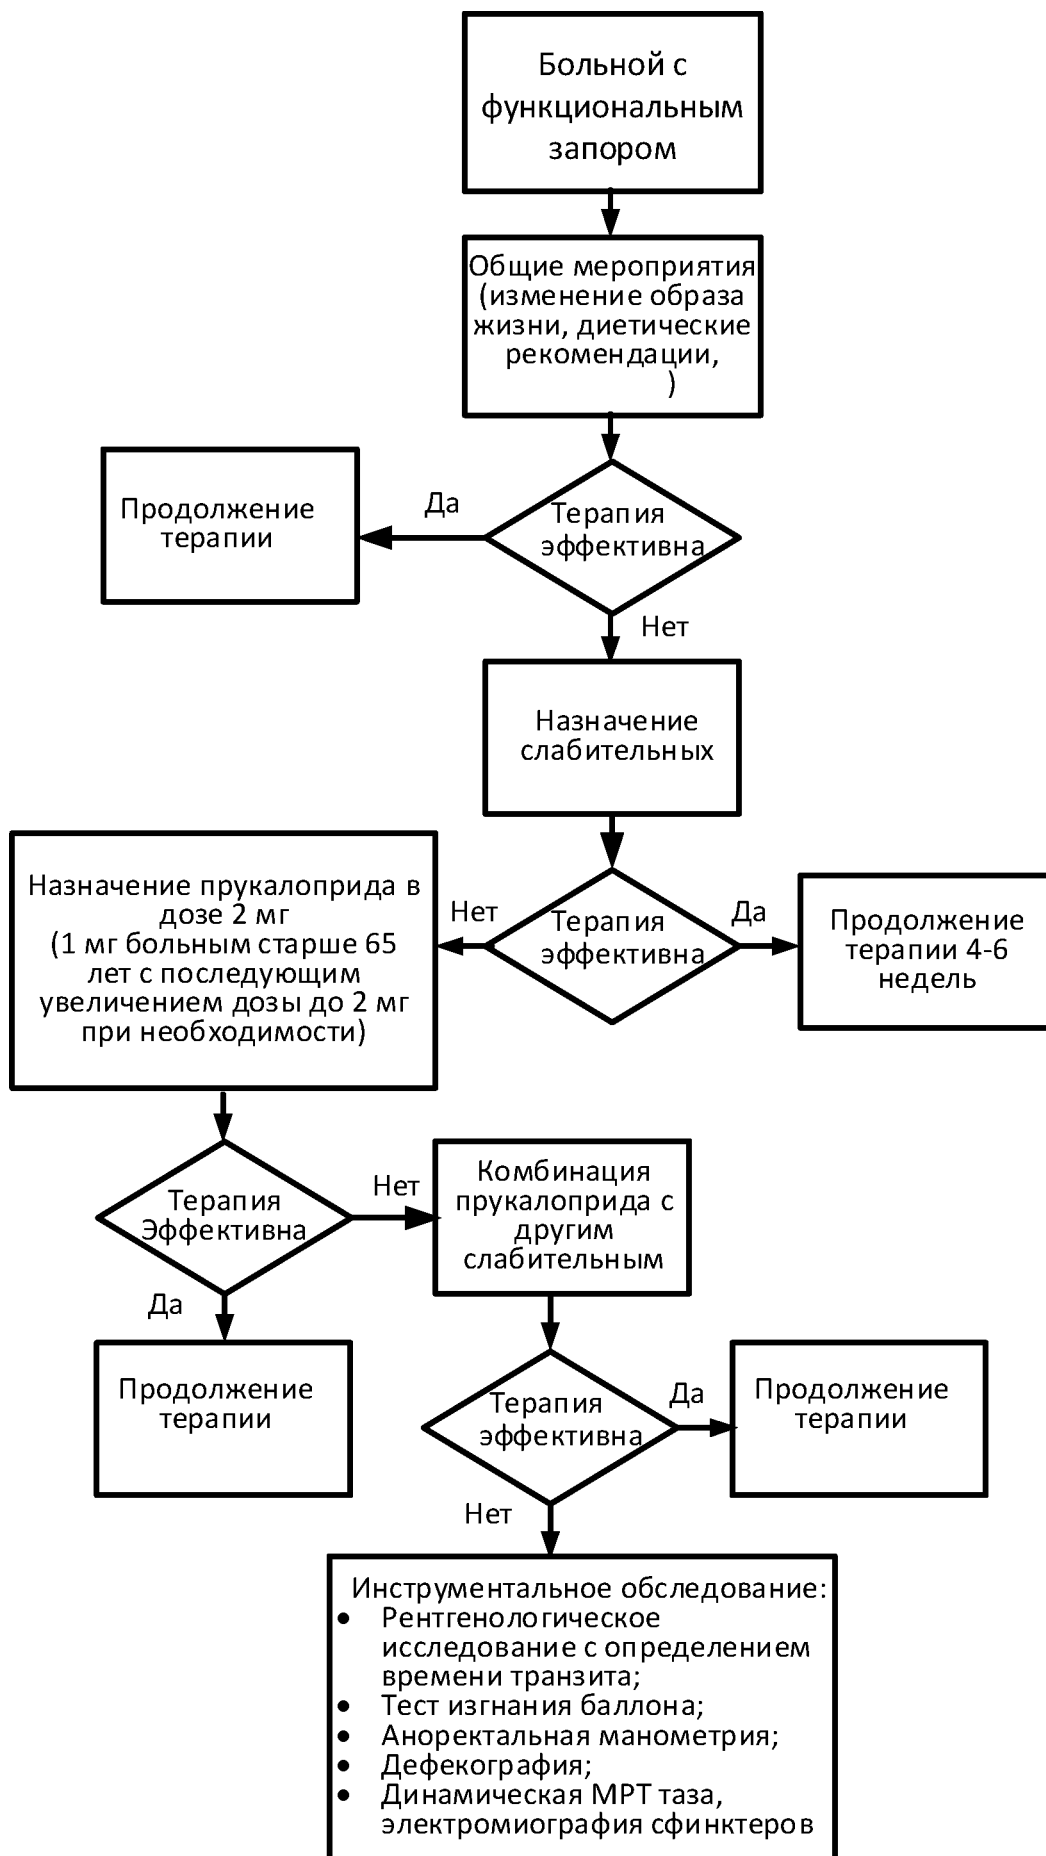 Больной с
функциональным
запором
Общие мероприятия
(изменение образа
жизни, диетические
рекомендации,
)
Да
Продолжение
терапии
Терапия
эффективна
Нет
Назначение
слабительных
Назначение прукалоприда в
дозе 2 мг
(1 мг больным старше 65
лет с последующим
увеличением дозы до 2 мг
при необходимости)
Нет
Терапия
эффективна
Да
Продолжение
терапии 4-6
недель
Терапия
Эффективна
Нет
Комбинация
прукалоприда с
другим
слабительным
Да
Продолжение
терапии
Терапия
эффективна
Да
Продолжение
терапии
Нет
Инструментальное обследование:
• Рентгенологическое
исследование с определением
времени транзита;
• Тест изгнания баллона;
• Аноректальная манометрия;
• Дефекография;
• Динамическая МРТ таза,
электромиография сфинктеров